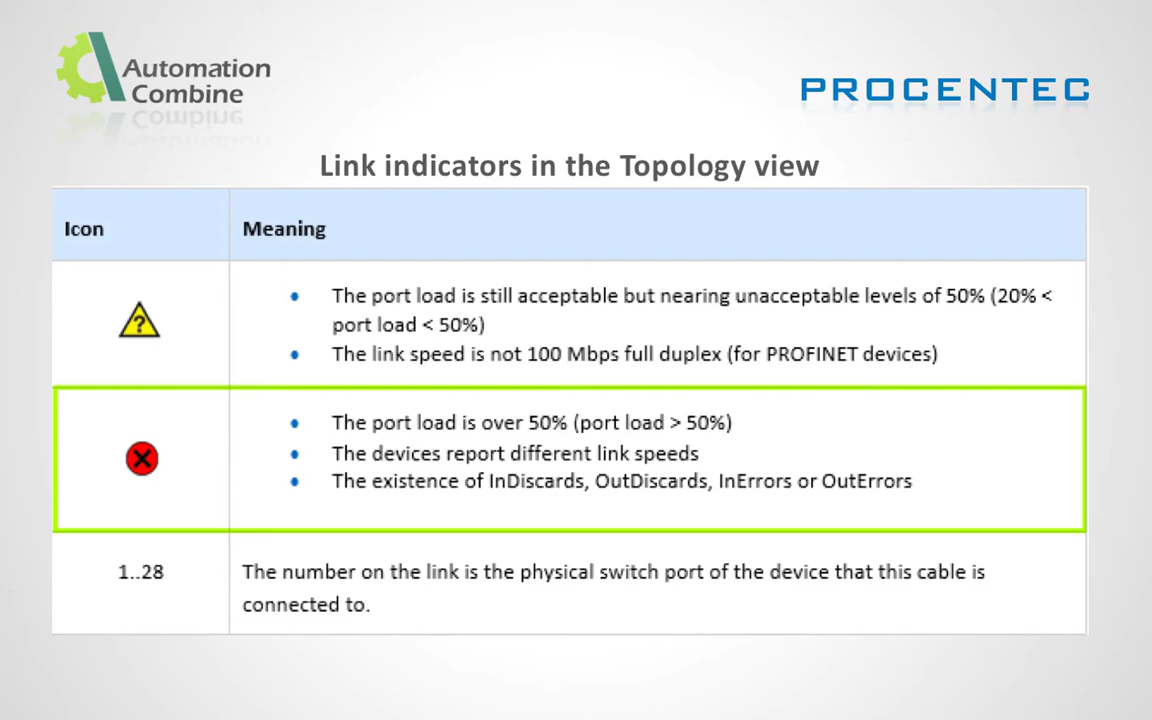 Automation
Combine
PROCENTEC
Link indicators in the Topology view
Icon
Meaning
?
• The port load is still acceptable but nearing unacceptable levels of 50% (20% <
port load < 50%)
• The link speed is not 100 Mbps full duplex (for PROFINET devices)
• The port load is over 50% (port load > 50%)
• The devices report different link speeds
• The existence of InDiscards, OutDiscards, InErrors or OutErrors
1..28
The number on the link is the physical switch port of the device that this cable is
connected to.